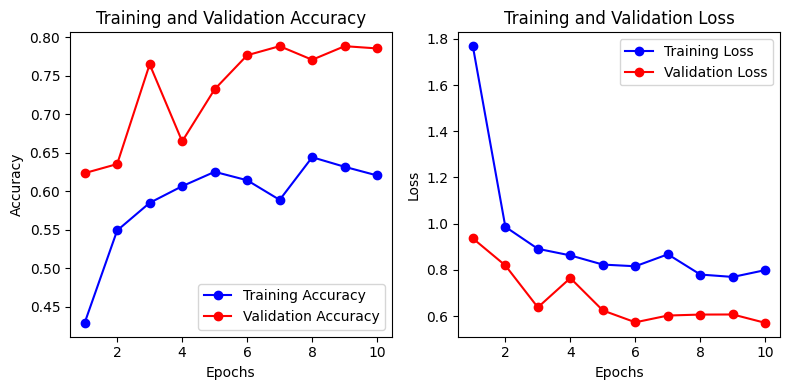 Training and Validation Accuracy
0.80
0.75
0.70
0.65
0.60
0.55
0.50
0.45
Accuracy
Training Accuracy
Validation Accuracy
2 4 6 8 10
Epochs
Training and Validation Loss
1.8
1.6
1.4
1.2
1.0
0.8
0.6
Loss
Training Loss
Validation Loss
2 4 6 8 10
Epochs